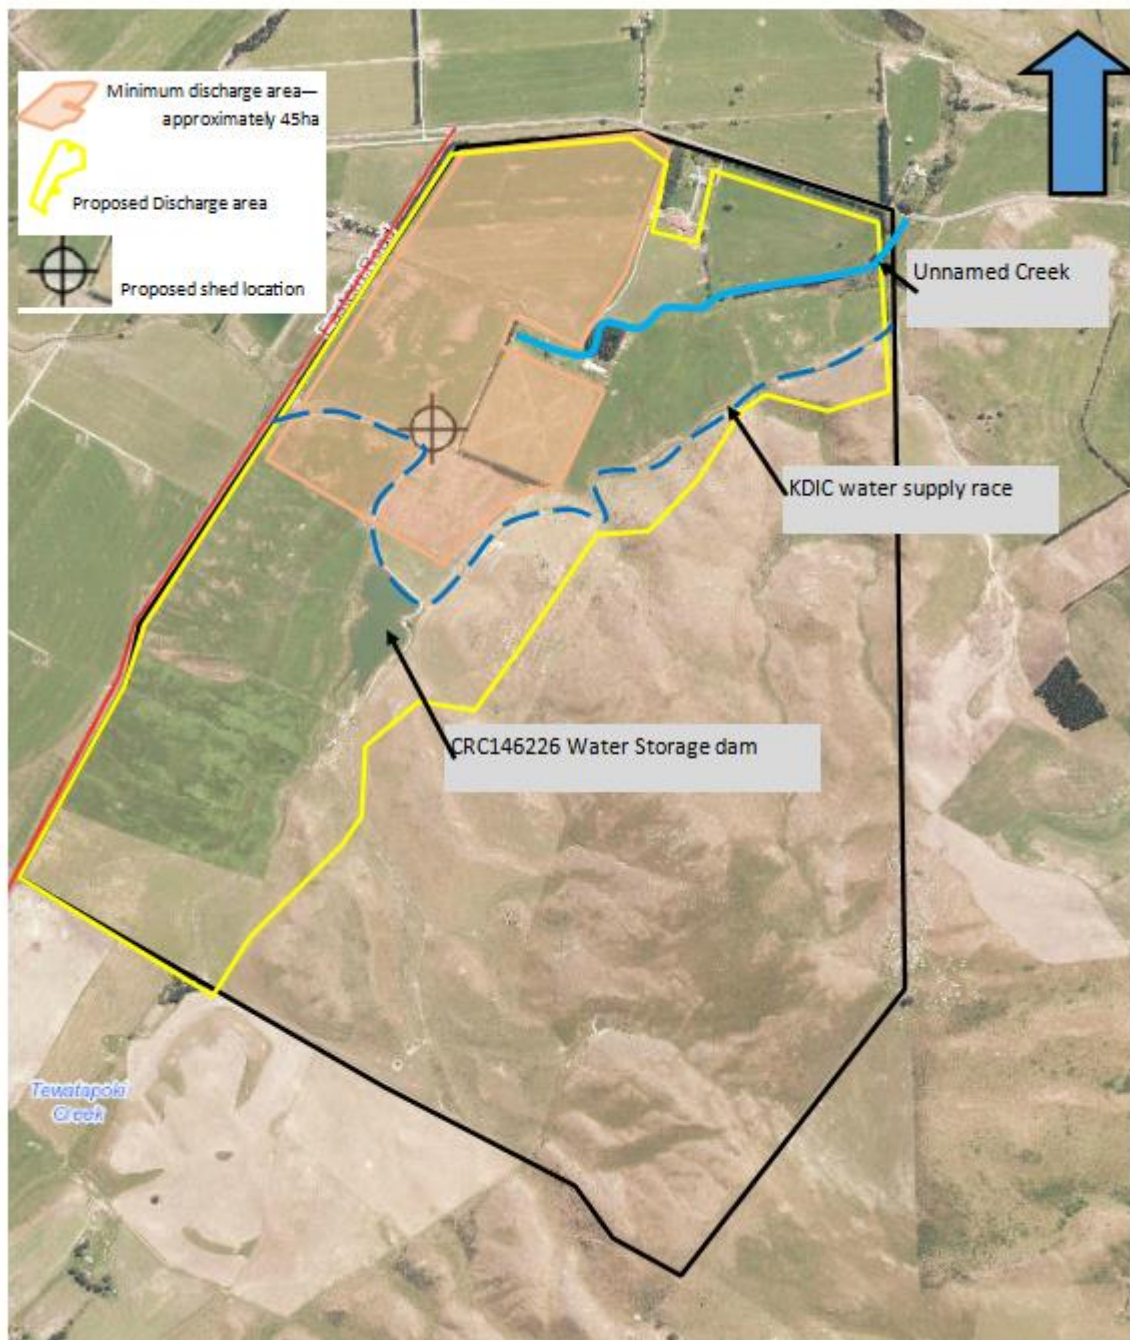 Minimum discharge area—
approximately 45ha
Proposed Discharge area
Proposed shed location
Road
Unnamed Creek
KDIC water supply race
CRC146226 Water Storage dam
Tewatapoki
Creek